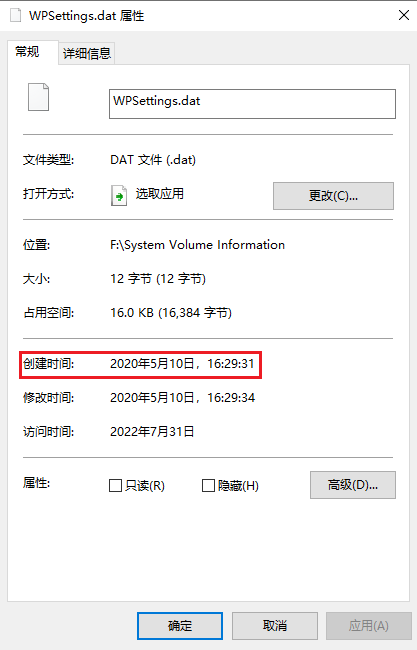 WPSettings.dat 属性
常规 详细信息
WPSettings.dat
文件类型: DAT 文件 (.dat)
打开方式: 选取应用 更改(C)...
位置: F:\System Volume Information
大小: 12 字节 (12 字节)
占用空间: 16.0 KB (16,384 字节)
创建时间: 2020年5月10日，16:29:31
修改时间: 2020年5月10日，16:29:34
访问时间: 2022年7月31日
属性: 只读(R) 隐藏(H) 高级(D)...
确定 取消 应用(A)